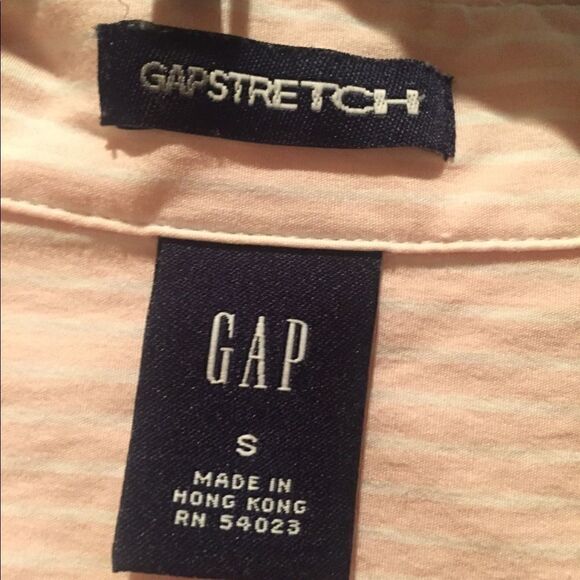 GAPSTRETCH
GAP
S
MADE IN
HONG KONG
RN 54023